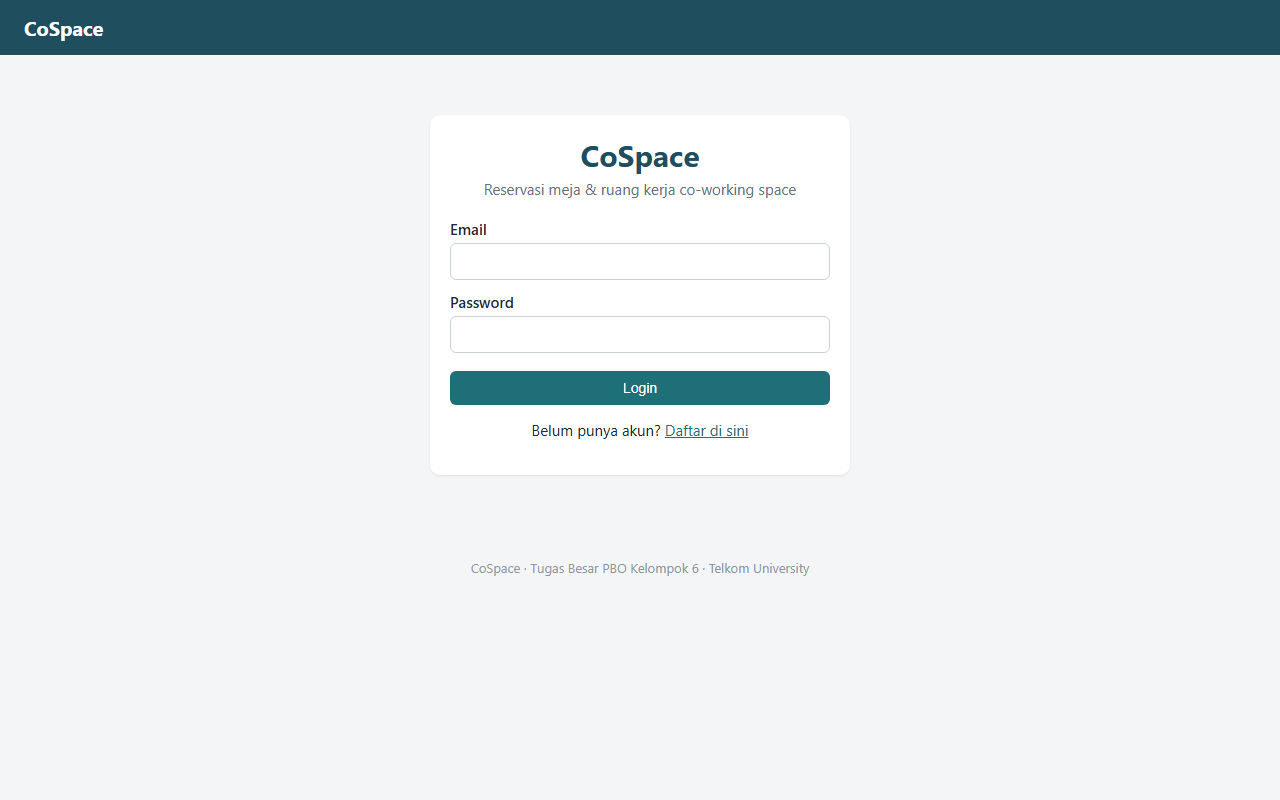 CoSpace
CoSpace
Reservasi meja & ruang kerja co-working space
Email
Password
Login
Belum punya akun? Daftar di sini
CoSpace · Tugas Besar PBO Kelompok 6 · Telkom University